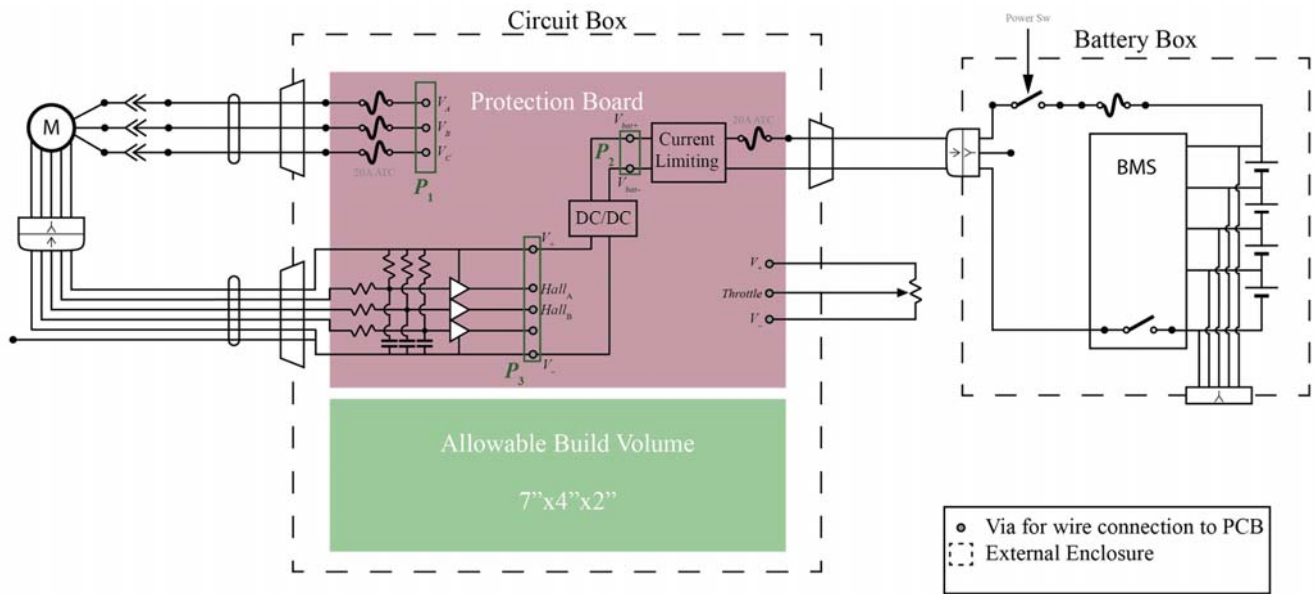 Power Sw
Circuit Box
Battery Box
Protection Board
M
V_A
V_B
V_C
20A ATC
P_1
V_bat+
P_2
V_bat-
Current
Limiting
20A ATC
BMS
DC/DC
V_+
Hall_A
Hall_B
V_-
P_3
V_+
Throttle
V_-
Allowable Build Volume
7”x4”x2”
Via for wire connection to PCB
External Enclosure